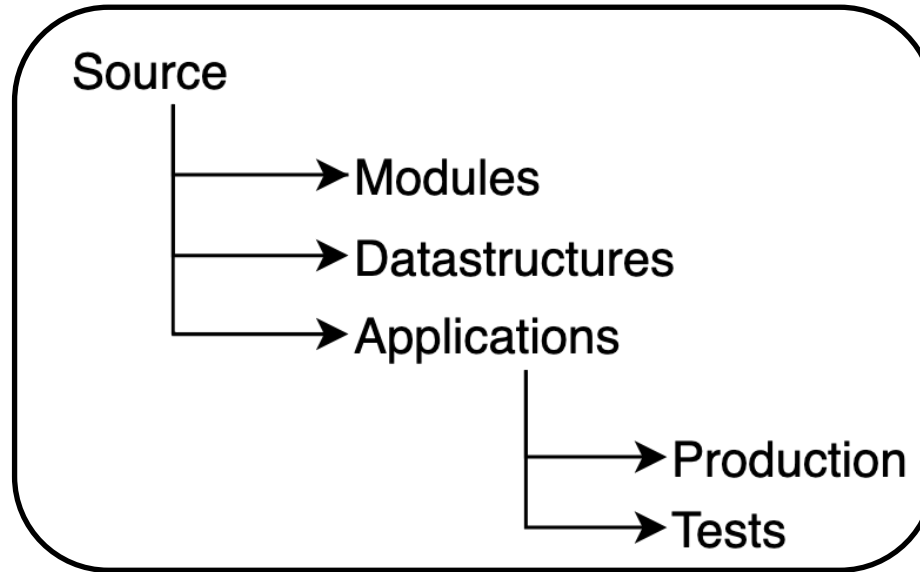 Source
Modules
Datastructures
Applications
Production
Tests